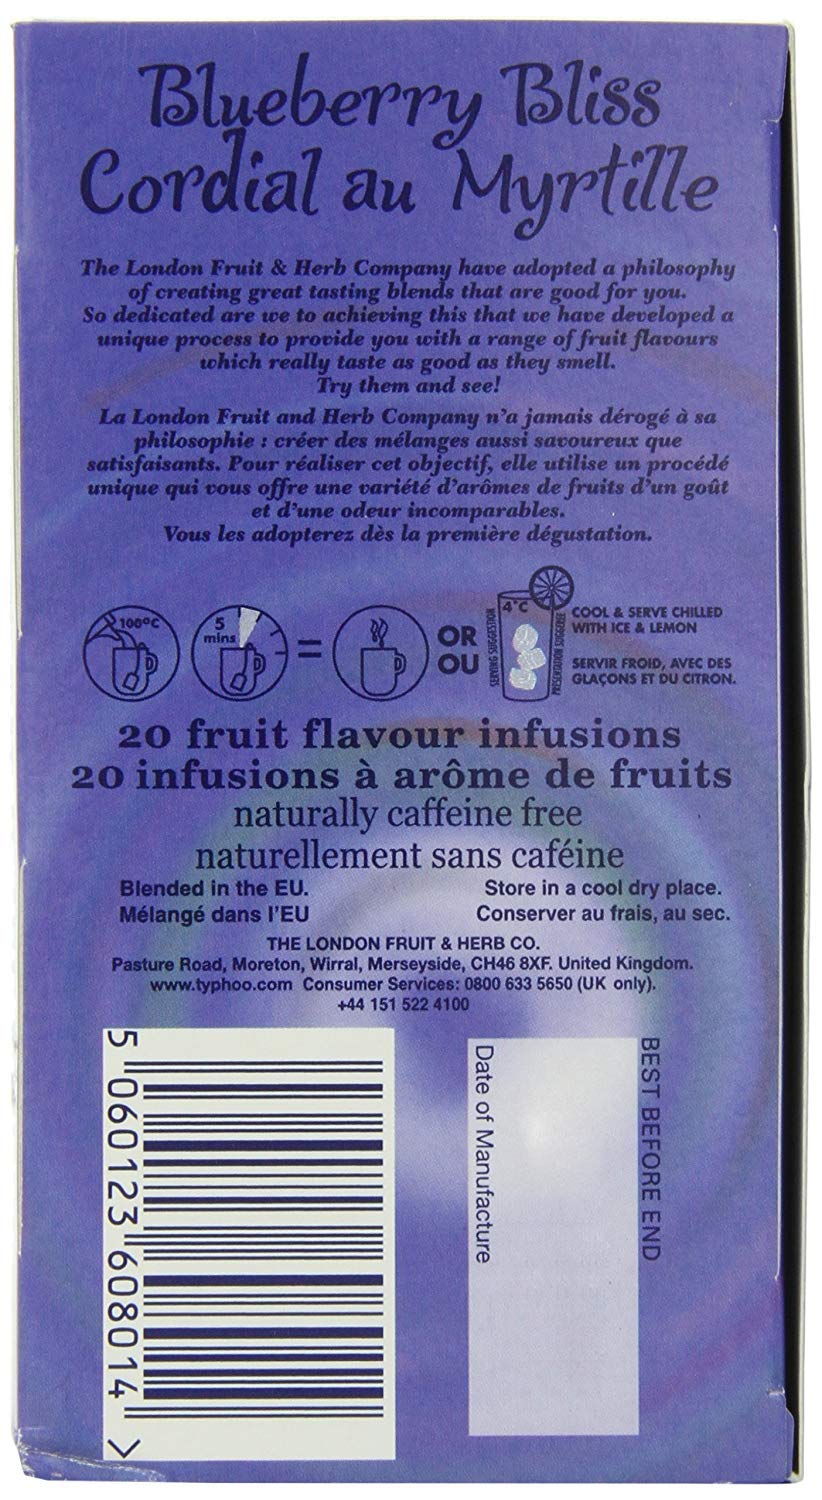 Blueberry Bliss
Cordial au Myrtille
The London Fruit & Herb Company have adopted a philosophy
of creating great tasting blends that are good for you.
So dedicated are we to achieving this that we have developed a
unique process to provide you with a range of fruit flavours
which really taste as good as they smell.
Try them and see!
La London Fruit and Herb Company n'a jamais dérogé à sa
philosophie : créer des mélanges aussi savoureux que
satisfaisants. Pour réaliser cet objectif, elle utilise un procédé
unique qui vous offre une variété d'arômes de fruits d'un goût
et d'une odeur incomparables.
Vous les adopterez dès la première dégustation.
100°C
5
mins
=
OR
OU
SERVING SUGGESTION
4°C
PRÉSENTATION SUGGÉRÉE
COOL & SERVE CHILLED
WITH ICE & LEMON
SERVIR FROID, AVEC DES
GLAÇONS ET DU CITRON.
20 fruit flavour infusions
20 infusions à arôme de fruits
naturally caffeine free
naturellement sans caféine
Blended in the EU.
Mélangé dans l'EU
Store in a cool dry place.
Conserver au frais, au sec.
THE LONDON FRUIT & HERB CO.
Pasture Road, Moreton, Wirral, Merseyside, CH46 8XF. United Kingdom.
www.typhoo.com Consumer Services: 0800 633 5650 (UK only).
+44 151 522 4100
5 060123 608014 >
BEST BEFORE END
Date of Manufacture